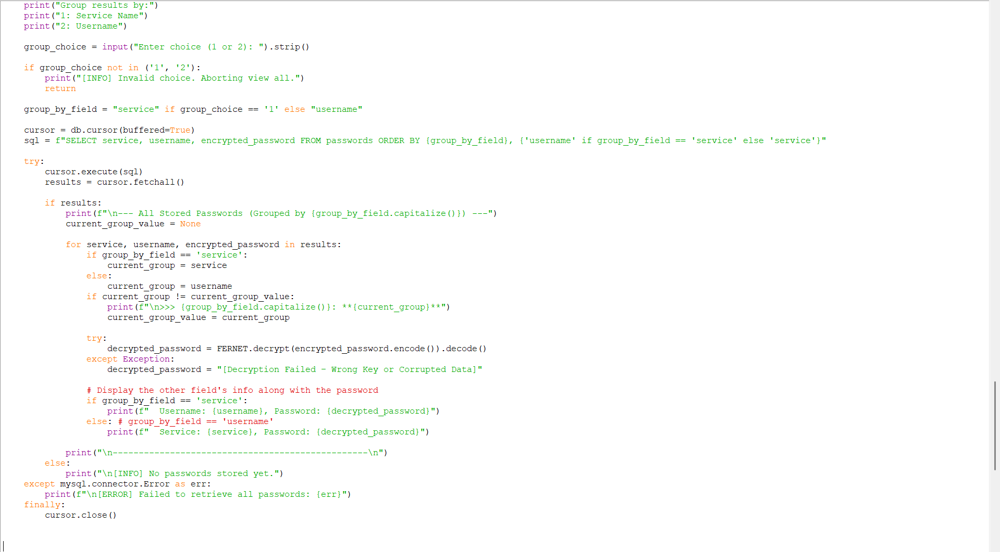 print("Group results by:")
print("1: Service Name")
print("2: Username")
group_choice = input("Enter choice (1 or 2): ").strip()
if group_choice not in ('1', '2'):
print("[INFO] Invalid choice. Aborting view all.")
return
group_by_field = "service" if group_choice == '1' else "username"
cursor = db.cursor(buffered=True)
sql = f"SELECT service, username, encrypted_password FROM passwords ORDER BY {group_by_field}, {'username' if group_by_field == 'service' else 'service'}"
try:
cursor.execute(sql)
results = cursor.fetchall()
if results:
print(f"\n--- All Stored Passwords (Grouped by {group_by_field.capitalize()}) ---")
current_group_value = None
for service, username, encrypted_password in results:
if group_by_field == 'service':
current_group = service
else:
current_group = username
if current_group != current_group_value:
print(f"\n>>> {group_by_field.capitalize()}: **{current_group}**")
current_group_value = current_group
try:
decrypted_password = FERNET.decrypt(encrypted_password.encode()).decode()
except Exception:
decrypted_password = "[Decryption Failed - Wrong Key or Corrupted Data]"
# Display the other field's info along with the password
if group_by_field == 'service':
print(f"  Username: {username}, Password: {decrypted_password}")
else: # group_by_field == 'username'
print(f"  Service: {service}, Password: {decrypted_password}")
print("\n-------------------------------------------------\n")
else:
print("\n[INFO] No passwords stored yet.")
except mysql.connector.Error as err:
print(f"\n[ERROR] Failed to retrieve all passwords: {err}")
finally:
cursor.close()